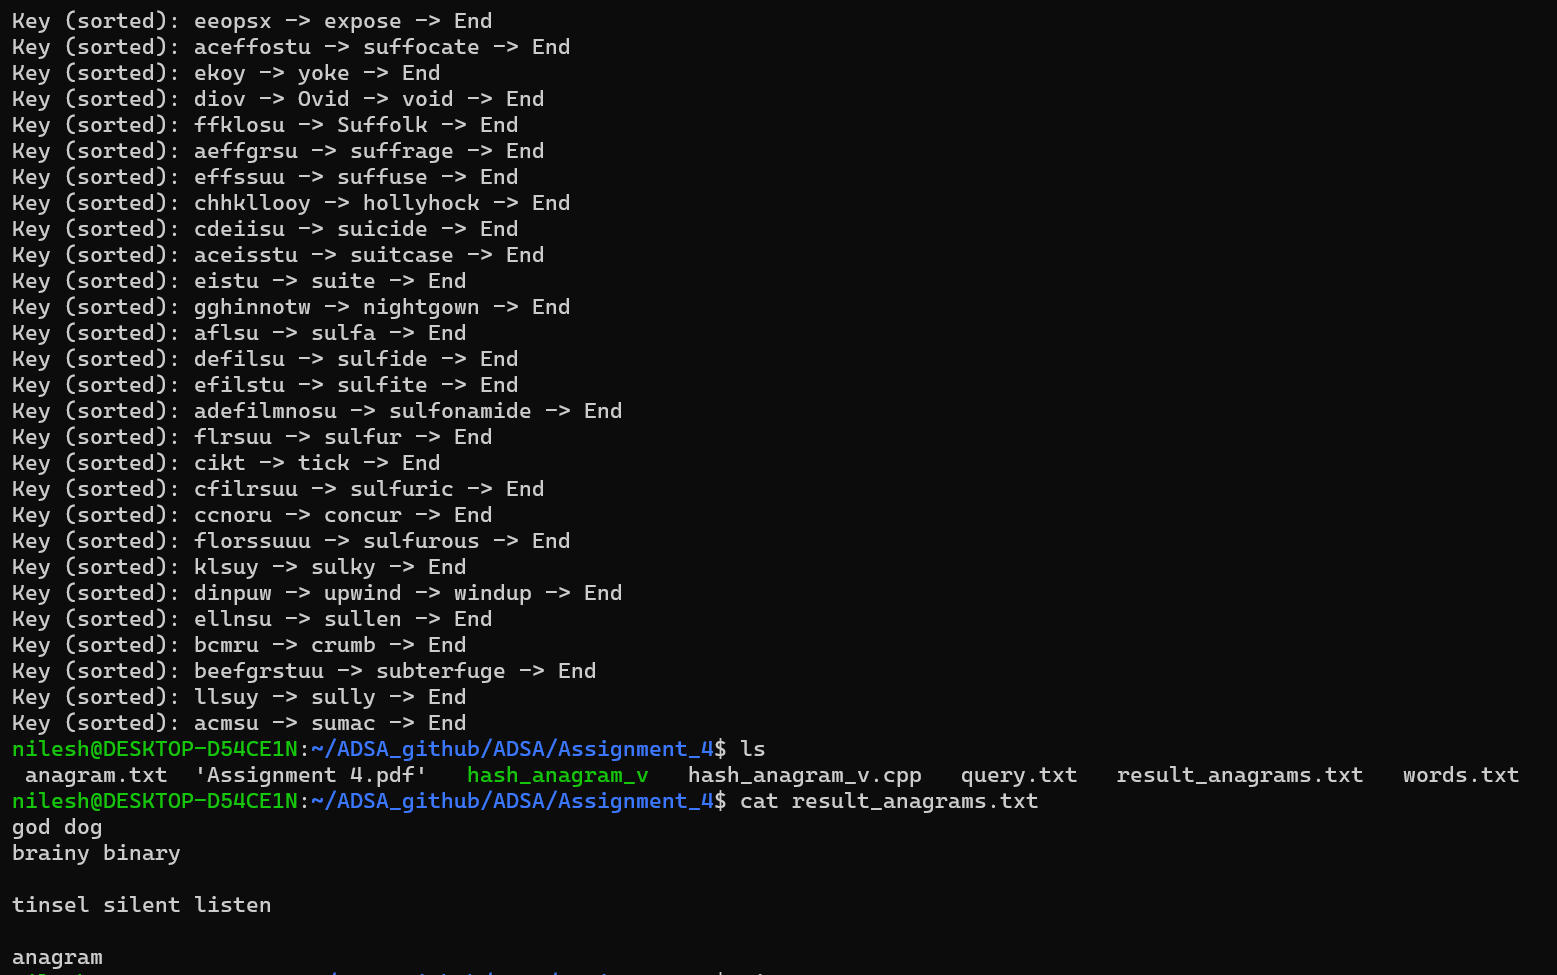 Key (sorted): eeopsx -> expose -> End
Key (sorted): aceffostu -> suffocate -> End
Key (sorted): ekoy -> yoke -> End
Key (sorted): diov -> Ovid -> void -> End
Key (sorted): ffklosu -> Suffolk -> End
Key (sorted): aeffgrsu -> suffrage -> End
Key (sorted): effssuu -> suffuse -> End
Key (sorted): chhkllooy -> hollyhock -> End
Key (sorted): cdeiisu -> suicide -> End
Key (sorted): aceisstu -> suitcase -> End
Key (sorted): eistu -> suite -> End
Key (sorted): gghinnotw -> nightgown -> End
Key (sorted): aflsu -> sulfa -> End
Key (sorted): defilsu -> sulfide -> End
Key (sorted): efilstu -> sulfite -> End
Key (sorted): adefilmnosu -> sulfonamide -> End
Key (sorted): flrsuu -> sulfur -> End
Key (sorted): cikt -> tick -> End
Key (sorted): cfilrsuu -> sulfuric -> End
Key (sorted): ccnoru -> concur -> End
Key (sorted): florssuuu -> sulfurous -> End
Key (sorted): klsuy -> sulky -> End
Key (sorted): dinpuw -> upwind -> windup -> End
Key (sorted): ellnsu -> sullen -> End
Key (sorted): bcmru -> crumb -> End
Key (sorted): beefgrstuu -> subterfuge -> End
Key (sorted): llsuy -> sully -> End
Key (sorted): acmsu -> sumac -> End
nilesh@DESKTOP-D54CE1N:~/ADSA_github/ADSA/Assignment_4$ ls
anagram.txt 'Assignment 4.pdf' hash_anagram_v hash_anagram_v.cpp query.txt result_anagrams.txt words.txt
nilesh@DESKTOP-D54CE1N:~/ADSA_github/ADSA/Assignment_4$ cat result_anagrams.txt
god dog
brainy binary
tinsel silent listen
anagram